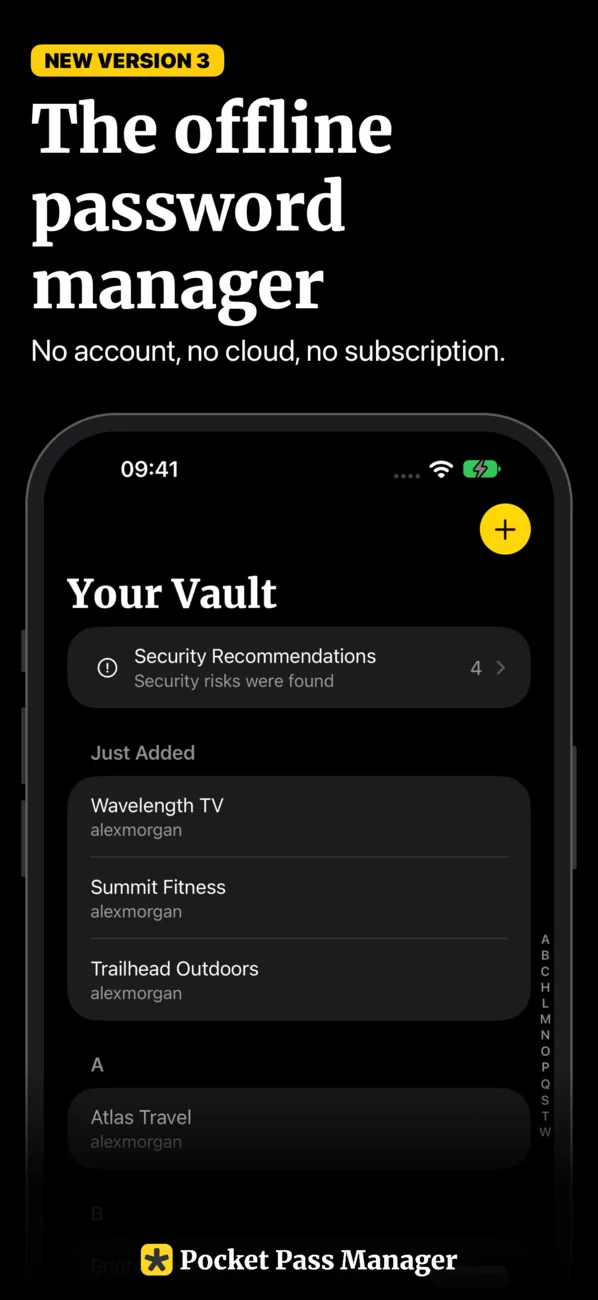 NEW VERSION 3
The offline
password
manager
No account, no cloud, no subscription.
09:41
Your Vault
Security Recommendations
Security risks were found
4
Just Added
Wavelength TV
alexmorgan
Summit Fitness
alexmorgan
Trailhead Outdoors
alexmorgan
A
B
C
H
L
M
N
O
P
Q
S
T
W
A
Atlas Travel
alexmorgan
B
Pocket Pass Manager